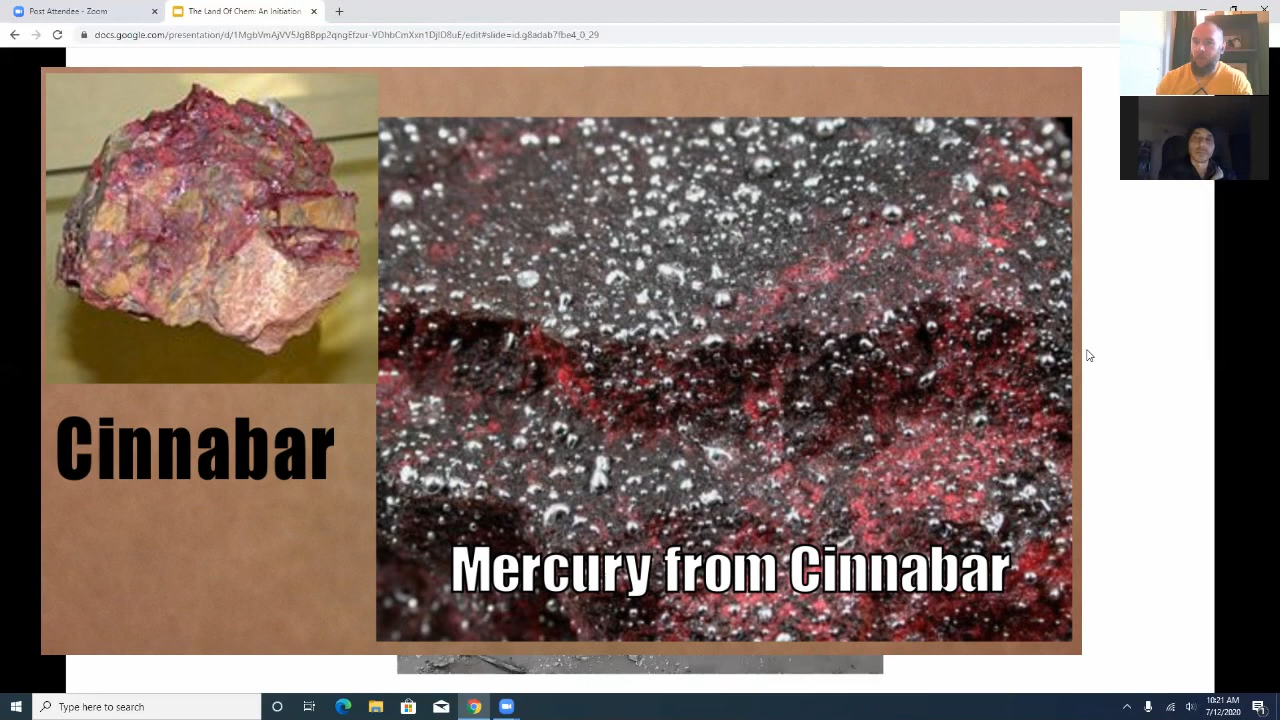 Post Attendee - Zoom
The Land Of Chem: An Initiation
docs.google.com/presentation/d/1MgbVmAjVV5JgBBpp2qngEfzur-VDhbCmXxn1DjlD8uE/edit#slide=id.g8adab7fbe4_0_29
Cinnabar
Mercury from Cinnabar
Type here to search
10:21 AM
7/12/2020